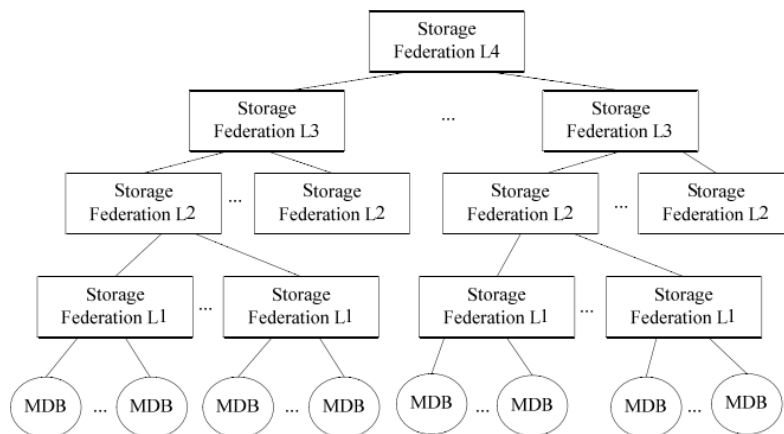 Storage
Federation L4
Storage
Federation L3
...
Storage
Federation L3
Storage
Federation L2
...
Storage
Federation L2
Storage
Federation L2
...
Storage
Federation L2
Storage
Federation L1
...
Storage
Federation L1
Storage
Federation L1
...
Storage
Federation L1
MDB
...
MDB
MDB
...
MDB
MDB
...
MDB
MDB
...
MDB